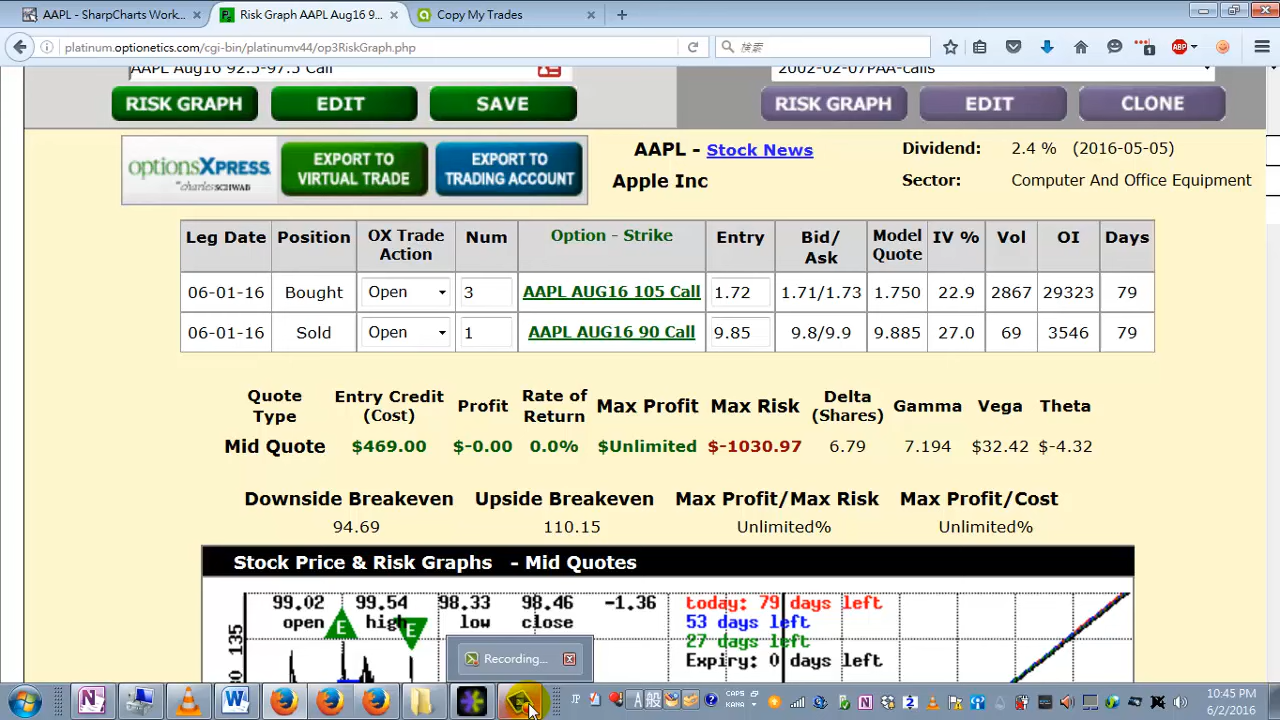 AAPL - SharpCharts Work...
Risk Graph AAPL Aug16 9...
Copy My Trades
platinum.optionetics.com/cgi-bin/platinumv44/op3RiskGraph.php
検索
ABP
AAPL Aug16 92.5-97.5 Call
2002-02-07PAA-calls
RISK GRAPH EDIT SAVE
RISK GRAPH EDIT CLONE
optionsXpress
by charles SCHWAB
EXPORT TO
VIRTUAL TRADE
EXPORT TO
TRADING ACCOUNT
AAPL - Stock News
Apple Inc
Dividend: 2.4 % (2016-05-05)
Sector: Computer And Office Equipment
Leg Date Position OX Trade Action Num Option - Strike Entry Bid/ Ask Model Quote IV % Vol OI Days
06-01-16 Bought Open 3 AAPL AUG16 105 Call 1.72 1.71/1.73 1.750 22.9 2867 29323 79
06-01-16 Sold Open 1 AAPL AUG16 90 Call 9.85 9.8/9.9 9.885 27.0 69 3546 79
Quote Type Entry Credit (Cost) Profit Rate of Return Max Profit Max Risk Delta (Shares) Gamma Vega Theta
Mid Quote $469.00 $-0.00 0.0% $Unlimited $-1030.97 6.79 7.194 $32.42 $-4.32
Downside Breakeven Upside Breakeven Max Profit/Max Risk Max Profit/Cost
94.69 110.15 Unlimited% Unlimited%
Stock Price & Risk Graphs - Mid Quotes
99.02 99.54 98.33 98.46 -1.36
open high low close
E
E
135
today: 79 days left
53 days left
27 days left
Expiry: 0 days left
Recording...
JP
A 般
CAPS
KANA
10:45 PM
6/2/2016